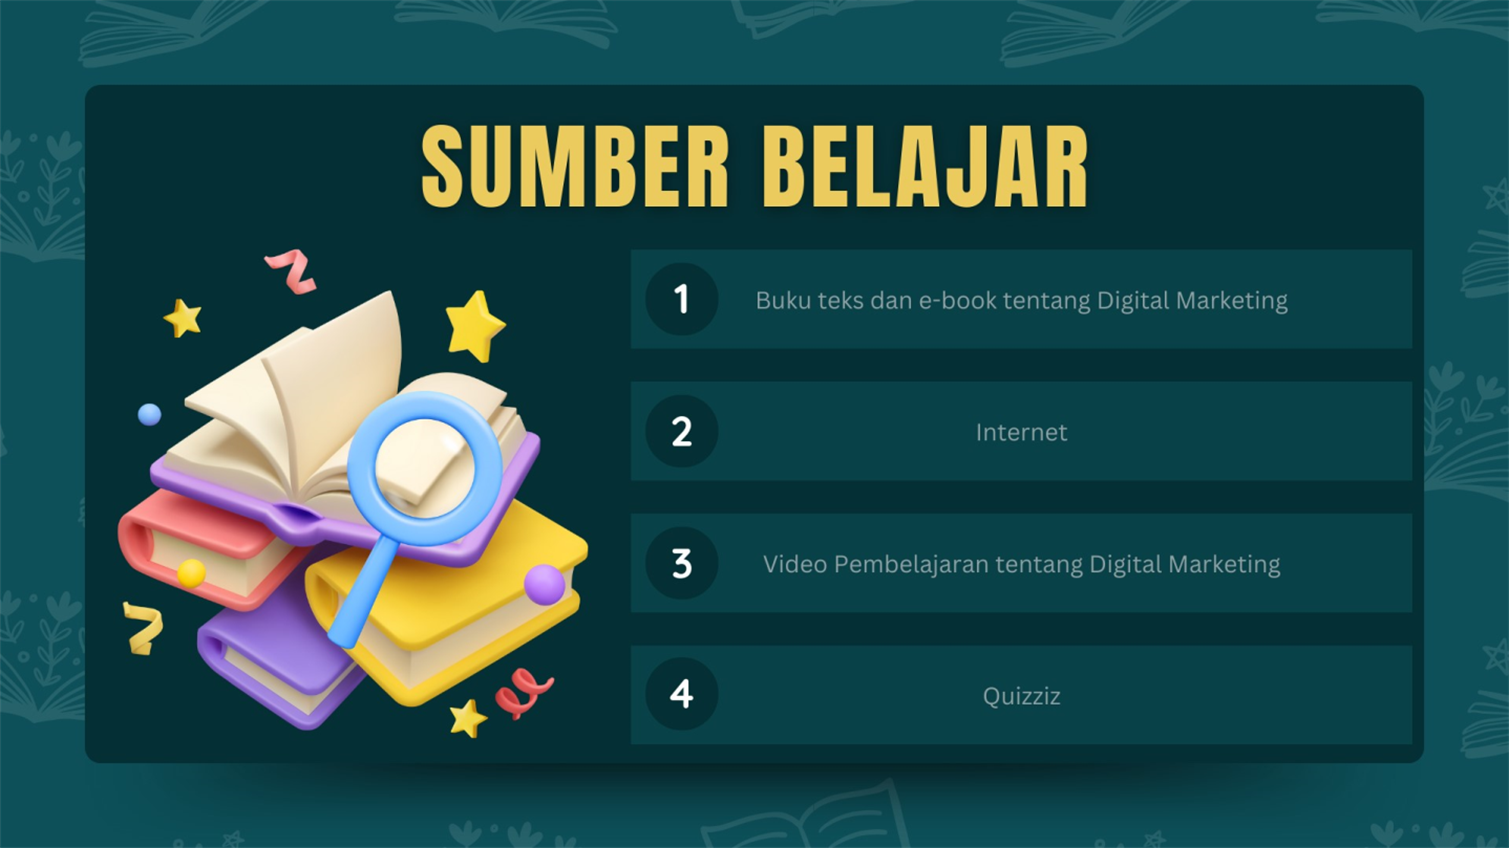 SUMBER BELAJAR
1 Buku teks dan e-book tentang Digital Marketing
2 Internet
3 Video Pembelajaran tentang Digital Marketing
4 Quizziz